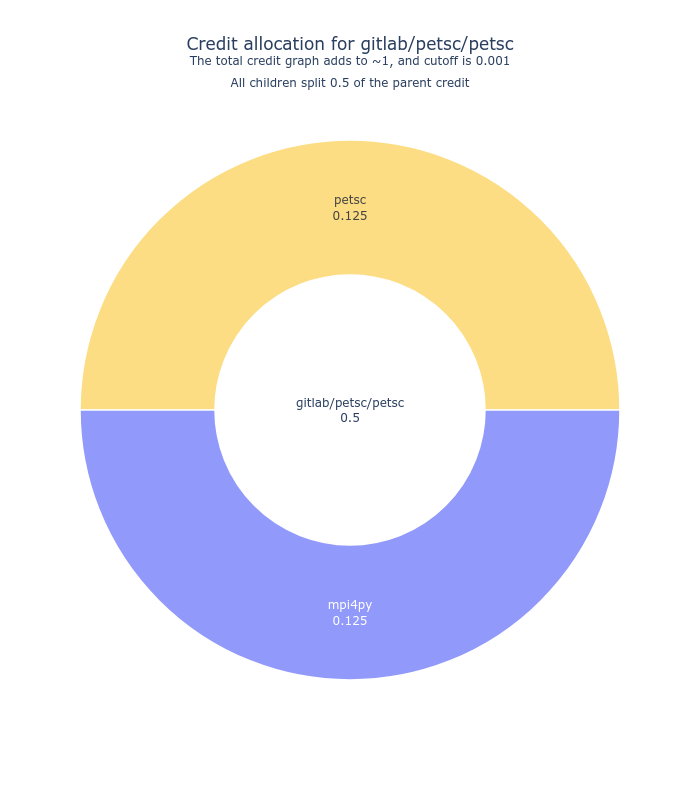 Credit allocation for gitlab/petsc/petsc
The total credit graph adds to ~1, and cutoff is 0.001
All children split 0.5 of the parent credit
petsc
0.125
gitlab/petsc/petsc
0.5
mpi4py
0.125